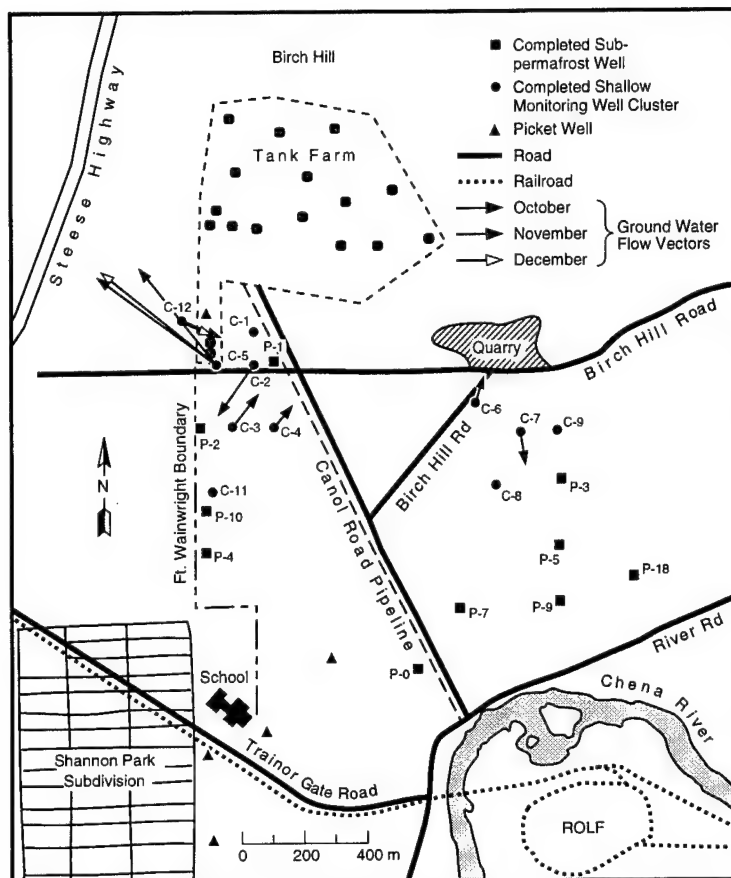 Birch Hill
Completed Sub-
permafrost Well
Completed Shallow
Monitoring Well Cluster
Picket Well
Road
Railroad
October
November
December
Ground Water
Flow Vectors
Steese Highway
Tank Farm
C-12
C-1
P-1
C-5
C-2
Quarry
Birch Hill Road
C-6
C-7
C-9
C-3
C-4
P-2
Birch Hill Rd
C-8
P-3
N
C-11
P-10
P-4
Ft. Wainwright Boundary
Canol Road Pipeline
P-5
P-18
P-7
P-9
River Rd
P-0
School
Chena River
Shannon Park
Subdivision
Trainor Gate Road
ROLF
0 200 400 m